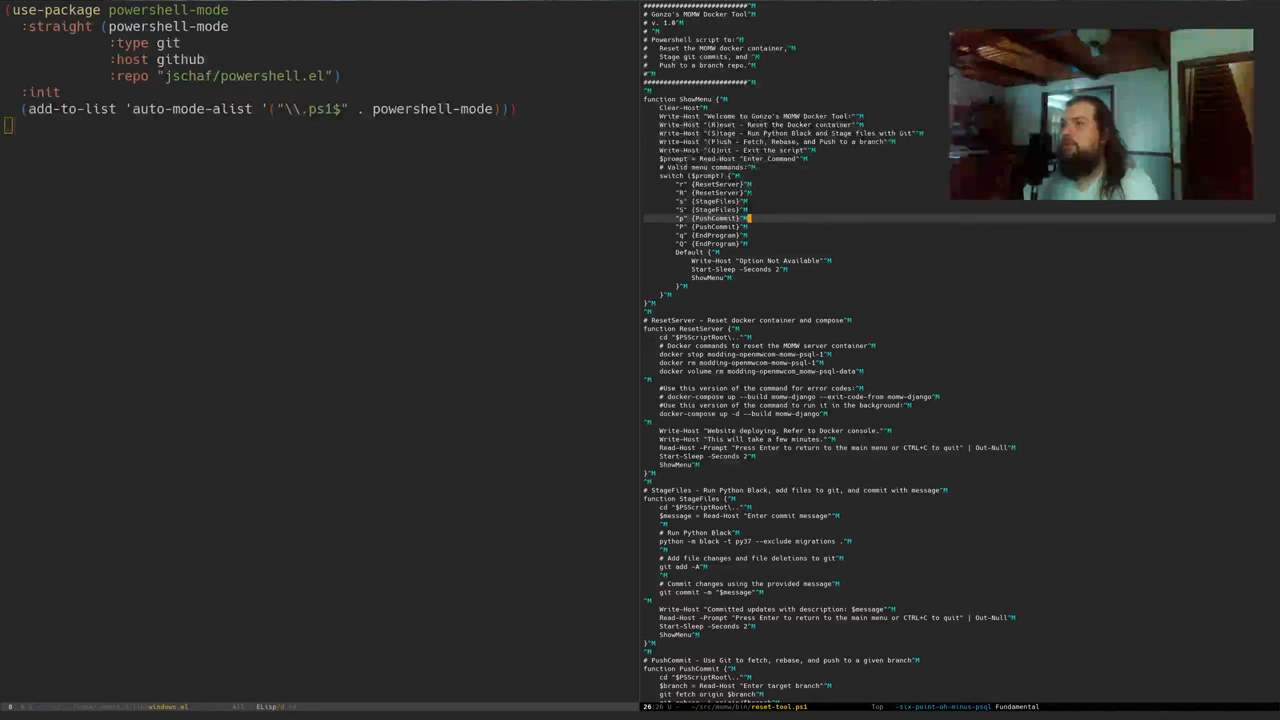 (use-package powershell-mode
  :straight (powershell-mode
             :type git
             :host github
             :repo "jschaf/powershell.el")
  :init
  (add-to-list 'auto-mode-alist '("\\.ps1$" . powershell-mode)))
##########################^M
# Gonzo's MOMW Docker Tool^M
# v. 1.0^M
# ^M
# Powershell script to:^M
#   Reset the MOMW docker container,^M
#   Stage git commits, and ^M
#   Push to a branch repo.^M
#^M
##########################^M
^M
function ShowMenu {^M
    Clear-Host^M
    Write-Host "Welcome to Gonzo's MOMW Docker Tool:"^M
    Write-Host "(R)eset - Reset the Docker container"^M
    Write-Host "(S)tage - Run Python Black and Stage files with Git"^M
    Write-Host "(P)ush - Fetch, Rebase, and Push to a branch"^M
    Write-Host "(Q)uit - Exit the script"^M
    $prompt = Read-Host "Enter Command"^M
    # Valid menu commands:^M
    switch ($prompt) {^M
        "r" {ResetServer}^M
        "R" {ResetServer}^M
        "s" {StageFiles}^M
        "S" {StageFiles}^M
        "p" {PushCommit}^M
        "P" {PushCommit}^M
        "q" {EndProgram}^M
        "Q" {EndProgram}^M
        Default {^M
            Write-Host "Option Not Available"^M
            Start-Sleep -Seconds 2^M
            ShowMenu^M
        }^M
    }^M
}^M
^M
# ResetServer - Reset docker container and compose^M
function ResetServer {^M
    cd "$PSScriptRoot\.."^M
    # Docker commands to reset the MOMW server container^M
    docker stop modding-openmwcom-momw-psql-1^M
    docker rm modding-openmwcom-momw-psql-1^M
    docker volume rm modding-openmwcom_momw-psql-data^M
^M
    #Use this version of the command for error codes:^M
    # docker-compose up --build momw-django --exit-code-from momw-django^M
    #Use this version of the command to run it in the background:^M
    docker-compose up -d --build momw-django^M
^M
    Write-Host "Website deploying. Refer to Docker console."^M
    Write-Host "This will take a few minutes."^M
    Read-Host -Prompt "Press Enter to return to the main menu or CTRL+C to quit" | Out-Null^M
    Start-Sleep -Seconds 2^M
    ShowMenu^M
}^M
^M
# StageFiles - Run Python Black, add files to git, and commit with message^M
function StageFiles {^M
    cd "$PSScriptRoot\.."^M
    $message = Read-Host "Enter commit message"^M
    ^M
    # Run Python Black^M
    python -m black -t py37 --exclude migrations .^M
    ^M
    # Add file changes and file deletions to git^M
    git add -A^M
    ^M
    # Commit changes using the provided message^M
    git commit -m "$message"^M
^M
    Write-Host "Committed updates with description: $message"^M
    Read-Host -Prompt "Press Enter to return to the main menu or CTRL+C to quit" | Out-Null^M
    Start-Sleep -Seconds 2^M
    ShowMenu^M
}^M
^M
# PushCommit - Use Git to fetch, rebase, and push to a given branch^M
function PushCommit {^M
    cd "$PSScriptRoot\.."^M
    $branch = Read-Host "Enter target branch"^M
    git fetch origin $branch^M
windows.el All ELisp/d
26:26 U - ~/src/momw/bin/reset-tool.ps1 Top -six-point-oh-minus-psql Fundamental